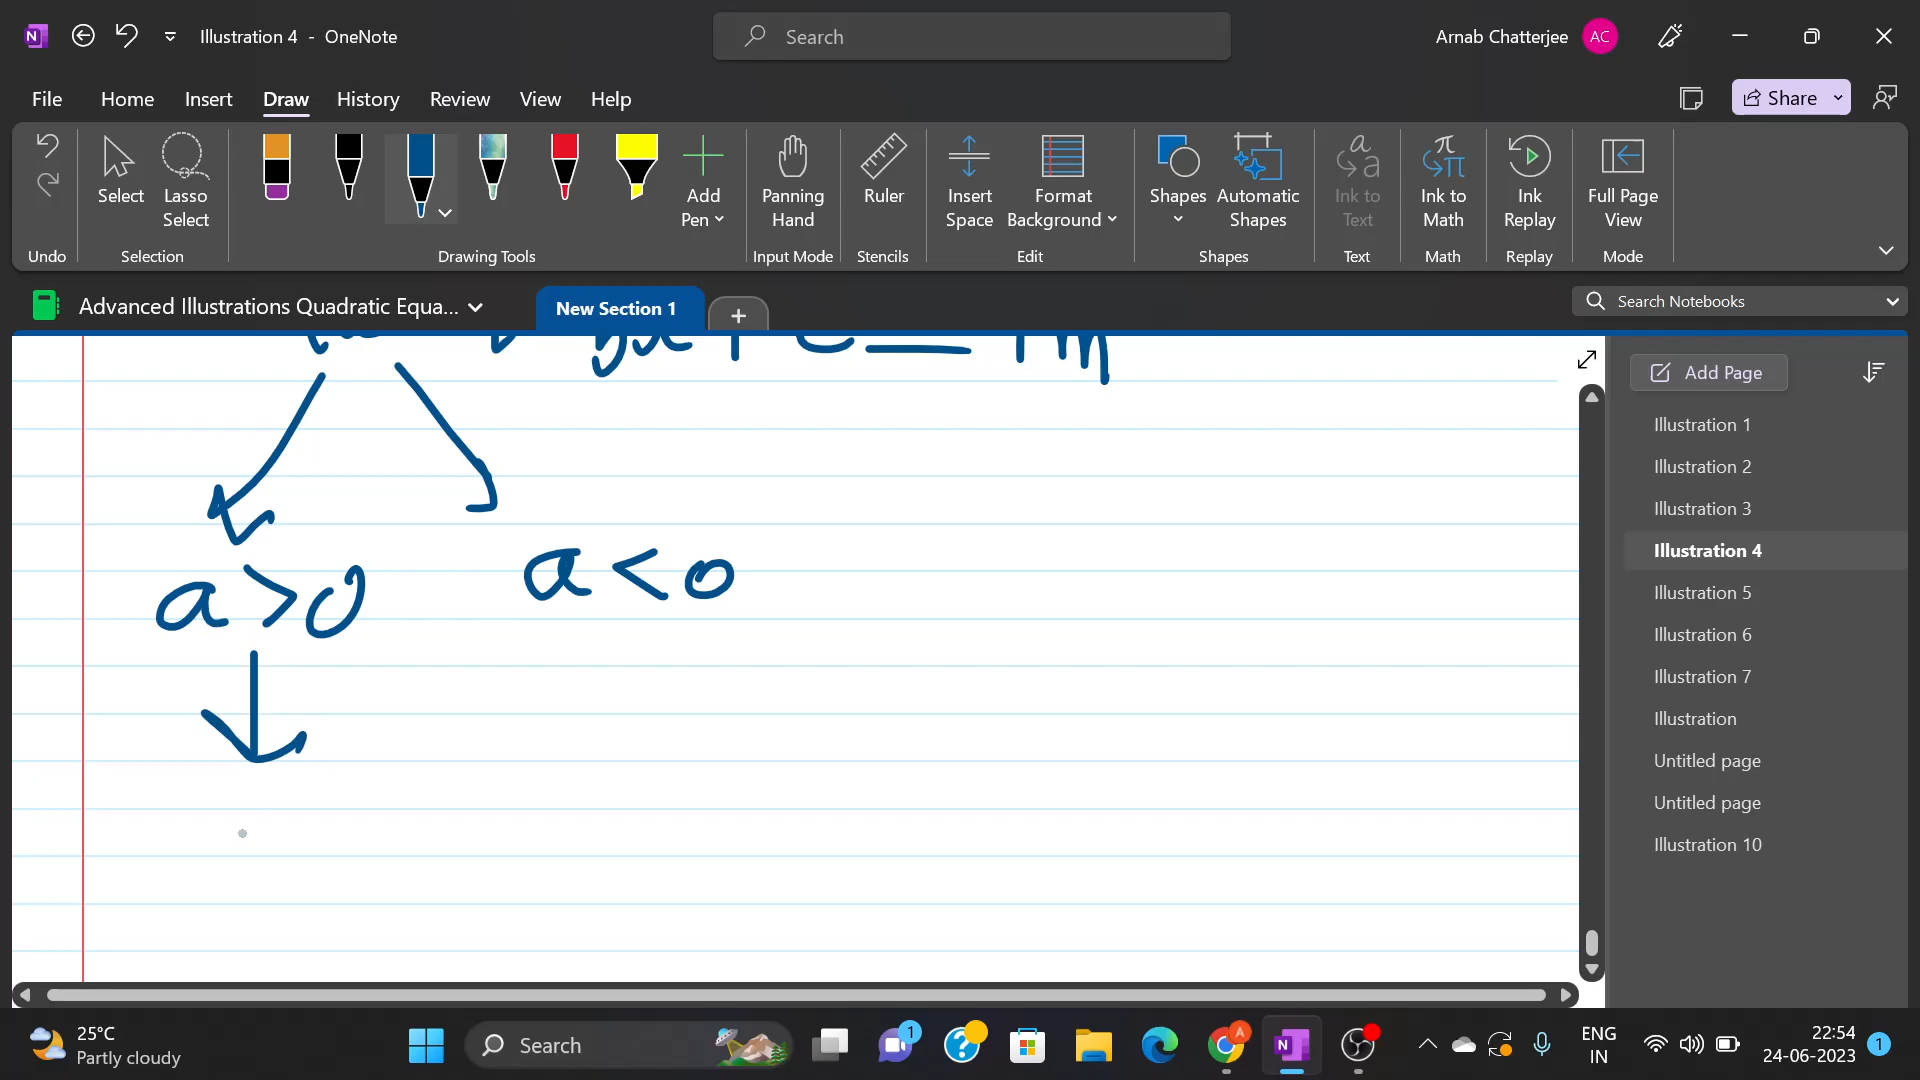 Illustration 4 - OneNote
Search
Arnab Chatterjee
AC
File Home Insert Draw History Review View Help
Share
Select
Lasso Select
Add Pen
Panning Hand
Ruler
Insert Space
Format Background
Shapes
Automatic Shapes
Ink to Text
Ink to Math
Ink Replay
Full Page View
Undo Selection Drawing Tools Input Mode Stencils Edit Shapes Text Math Replay Mode
Advanced Illustrations Quadratic Equa...
New Section 1
+
Search Notebooks
Add Page
Illustration 1
Illustration 2
Illustration 3
Illustration 4
Illustration 5
Illustration 6
Illustration 7
Illustration
Untitled page
Untitled page
Illustration 10
a>0
a<0
25°C
Partly cloudy
Search
1
ENG
IN
22:54
24-06-2023
1